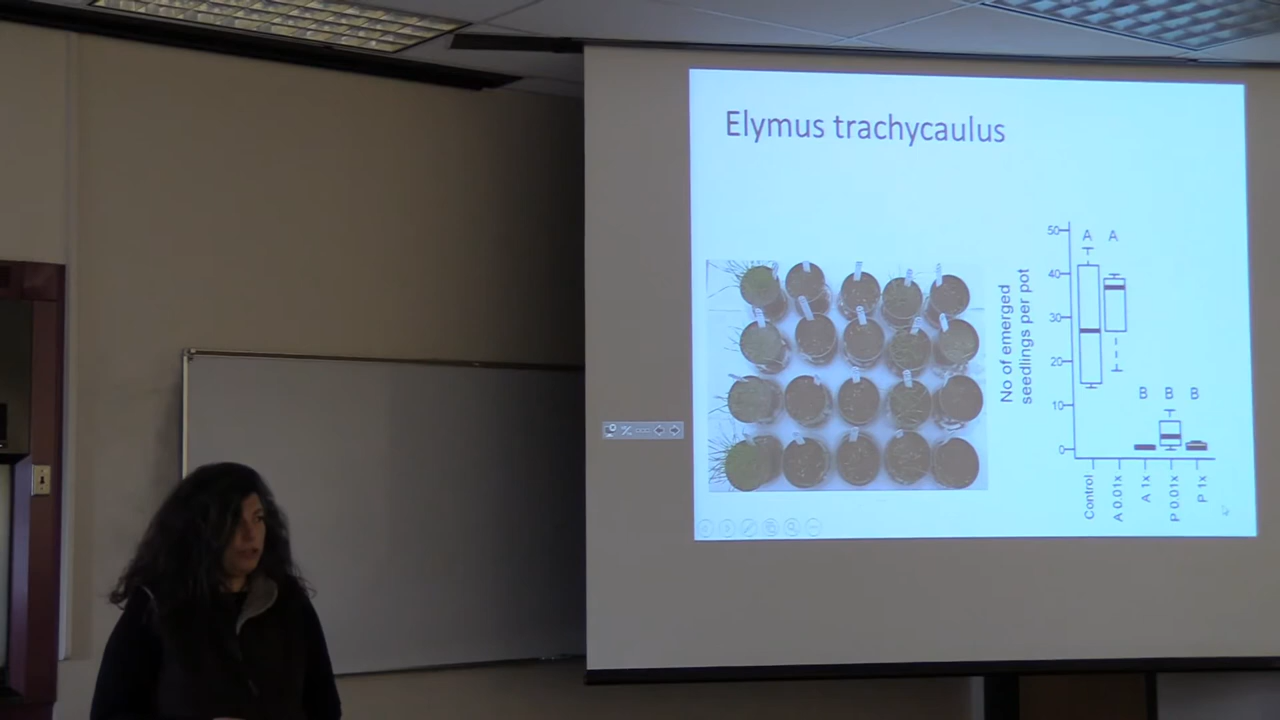 Elymus trachycaulus
No of emerged
seedlings per pot
50
40
30
20
10
0
A
A
B
B
B
Control
A 0.01x
A 1x
P 0.01x
P 1x